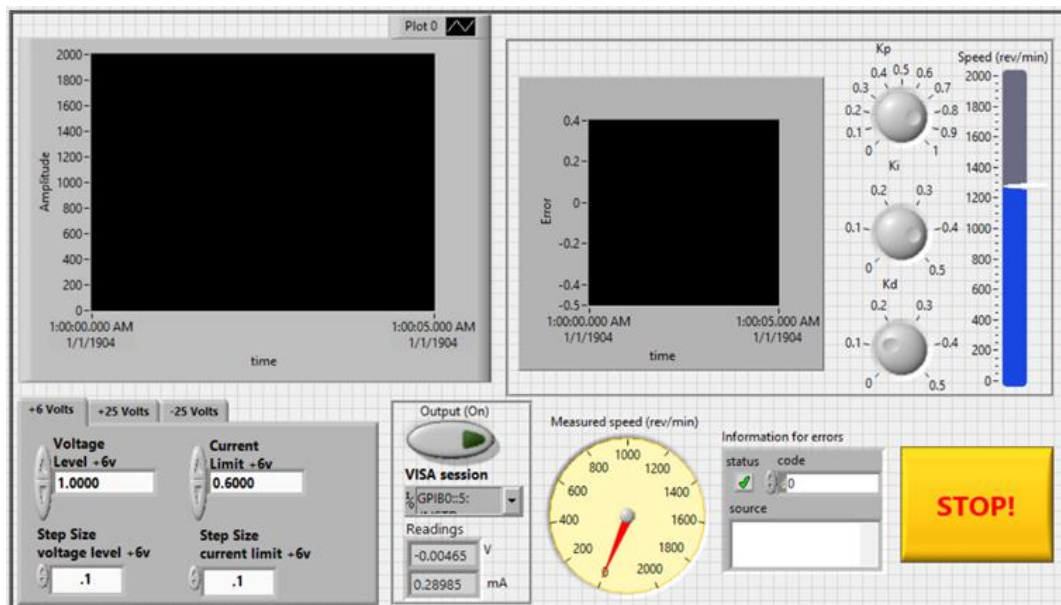 Plot 0
2000
1800
1600
1400
1200
1000
800
600
400
200
0
Amplitude
1:00:00.000 AM
1/1/1904
1:00:05.000 AM
1/1/1904
time
0.4
0.2
0
-0.2
-0.4
-0.5
Error
1:00:00.000 AM
1/1/1904
1:00:05.000 AM
1/1/1904
time
Kp
0
0.1
0.2
0.3
0.4
0.5
0.6
0.7
0.8
0.9
1
Ki
0
0.1
0.2
0.3
0.4
0.5
Kd
0
0.1
0.2
0.3
0.4
0.5
Speed (rev/min)
2000
1800
1600
1400
1200
1000
800
600
400
200
0
+6 Volts
+25 Volts
-25 Volts
Voltage
Level +6v
1.0000
Current
Limit +6v
0.6000
Step Size
voltage level +6v
.1
Step Size
current limit +6v
.1
Output (On)
VISA session
GPIB0::5:
Readings
-0.00465 V
0.28985 mA
Measured speed (rev/min)
0
200
400
600
800
1000
1200
1400
1600
1800
2000
Information for errors
status
code
0
source
STOP!